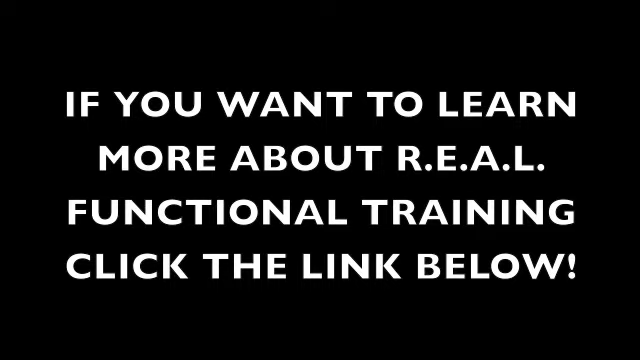 IF YOU WANT TO LEARN
MORE ABOUT R.E.A.L.
FUNCTIONAL TRAINING
CLICK THE LINK BELOW!